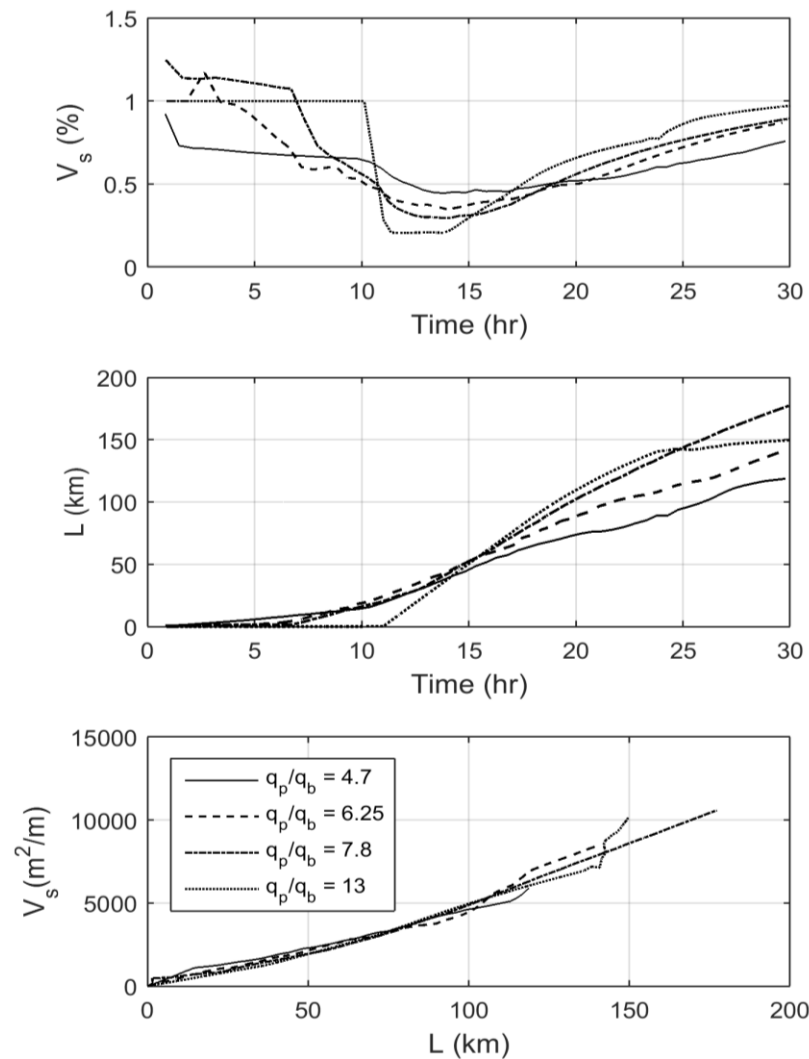 1.5
1
0.5
0
V_s (%)
0 5 10 15 20 25 30
Time (hr)
200
150
100
50
0
L (km)
0 5 10 15 20 25 30
Time (hr)
15000
10000
5000
0
V_s(m²/m)
q_p/q_b = 4.7
q_p/q_b = 6.25
q_p/q_b = 7.8
q_p/q_b = 13
0 50 100 150 200
L (km)